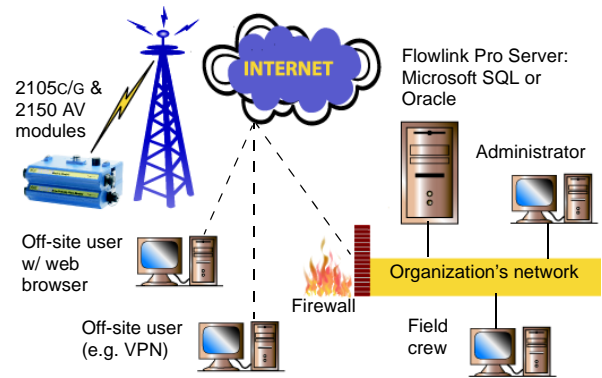 2105C/G &
2150 AV
modules
INTERNET
Flowlink Pro Server:
Microsoft SQL or
Oracle
Administrator
Off-site user
w/ web
browser
Firewall
Organization's network
Off-site user
(e.g. VPN)
Field
crew